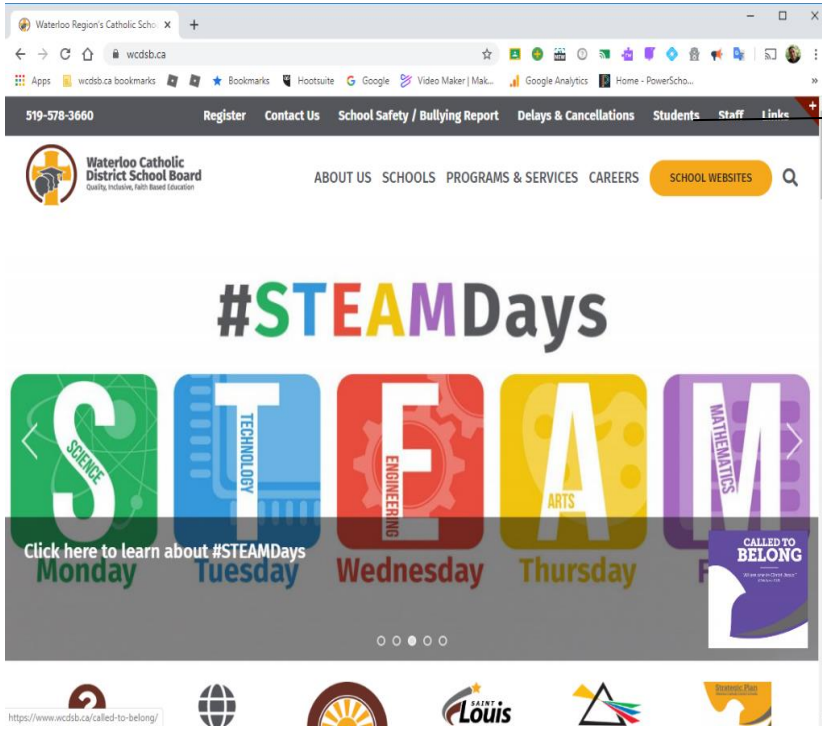 Waterloo Region's Catholic Scho
wcdsb.ca
Apps wcdsb.ca bookmarks Bookmarks Hootsuite Google Video Maker | Mak... Google Analytics Home - PowerScho... »
519-578-3660 Register Contact Us School Safety / Bullying Report Delays & Cancellations Students Staff Links
Waterloo Catholic
District School Board
Quality, Inclusive, Faith Based Education
ABOUT US SCHOOLS PROGRAMS & SERVICES CAREERS SCHOOL WEBSITES
#STEAMDays
S T E A M
SCIENCE TECHNOLOGY ENGINEERING ARTS MATHEMATICS
Click here to learn about #STEAMDays
Monday Tuesday Wednesday Thursday F
CALLED TO
BELONG
SAINT
Louis
Strategic Plan
https://www.wcdsb.ca/called-to-belong/